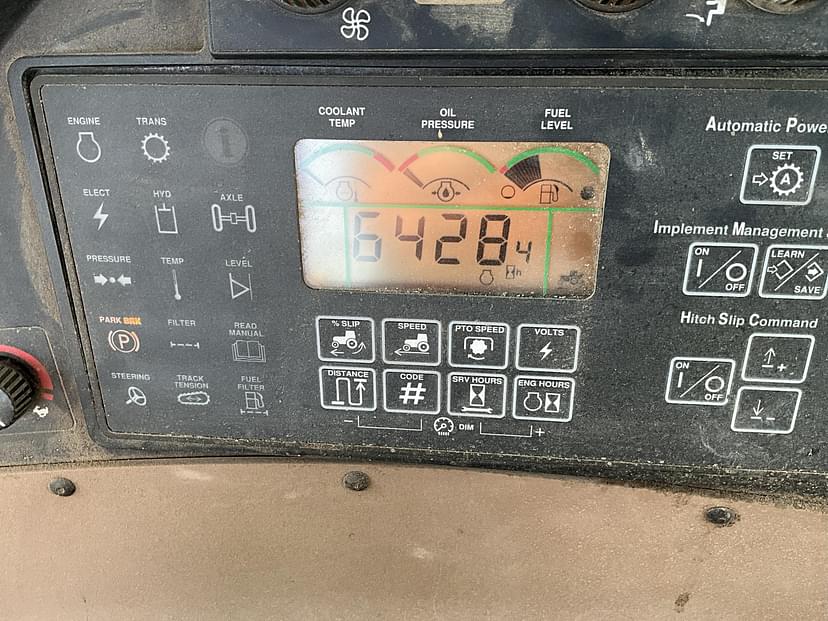 ENGINE
TRANS
i
ELECT
HYD
AXLE
PRESSURE
TEMP
LEVEL
PARK BRK
P
FILTER
READ
MANUAL
STEERING
TRACK
TENSION
FUEL
FILTER
COOLANT
TEMP
OIL
PRESSURE
FUEL
LEVEL
64284
h
% SLIP
SPEED
PTO SPEED
VOLTS
DISTANCE
CODE
#
SRV HOURS
ENG HOURS
- DIM +
Automatic Powe
SET
A
Implement Management
ON
OFF
LEARN
SAVE
Hitch Slip Command
ON
OFF
+
-